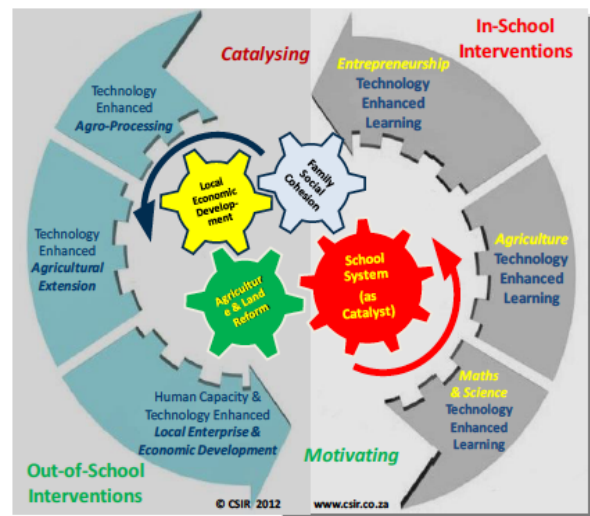 Catalysing
In-School
Interventions
Technology
Enhanced
Agro-Processing
Entrepreneurship
Technology
Enhanced
Learning
Local
Economic
Develop-
ment
Family
Social
Cohesion
Technology
Enhanced
Agricultural
Extension
Agricultur
e & Land
Reform
School
System
(as
Catalyst)
Agriculture
Technology
Enhanced
Learning
Human Capacity &
Technology Enhanced
Local Enterprise &
Economic Development
Maths
& Science
Technology
Enhanced
Learning
Motivating
Out-of-School
Interventions
© CSIR 2012 www.csir.co.za